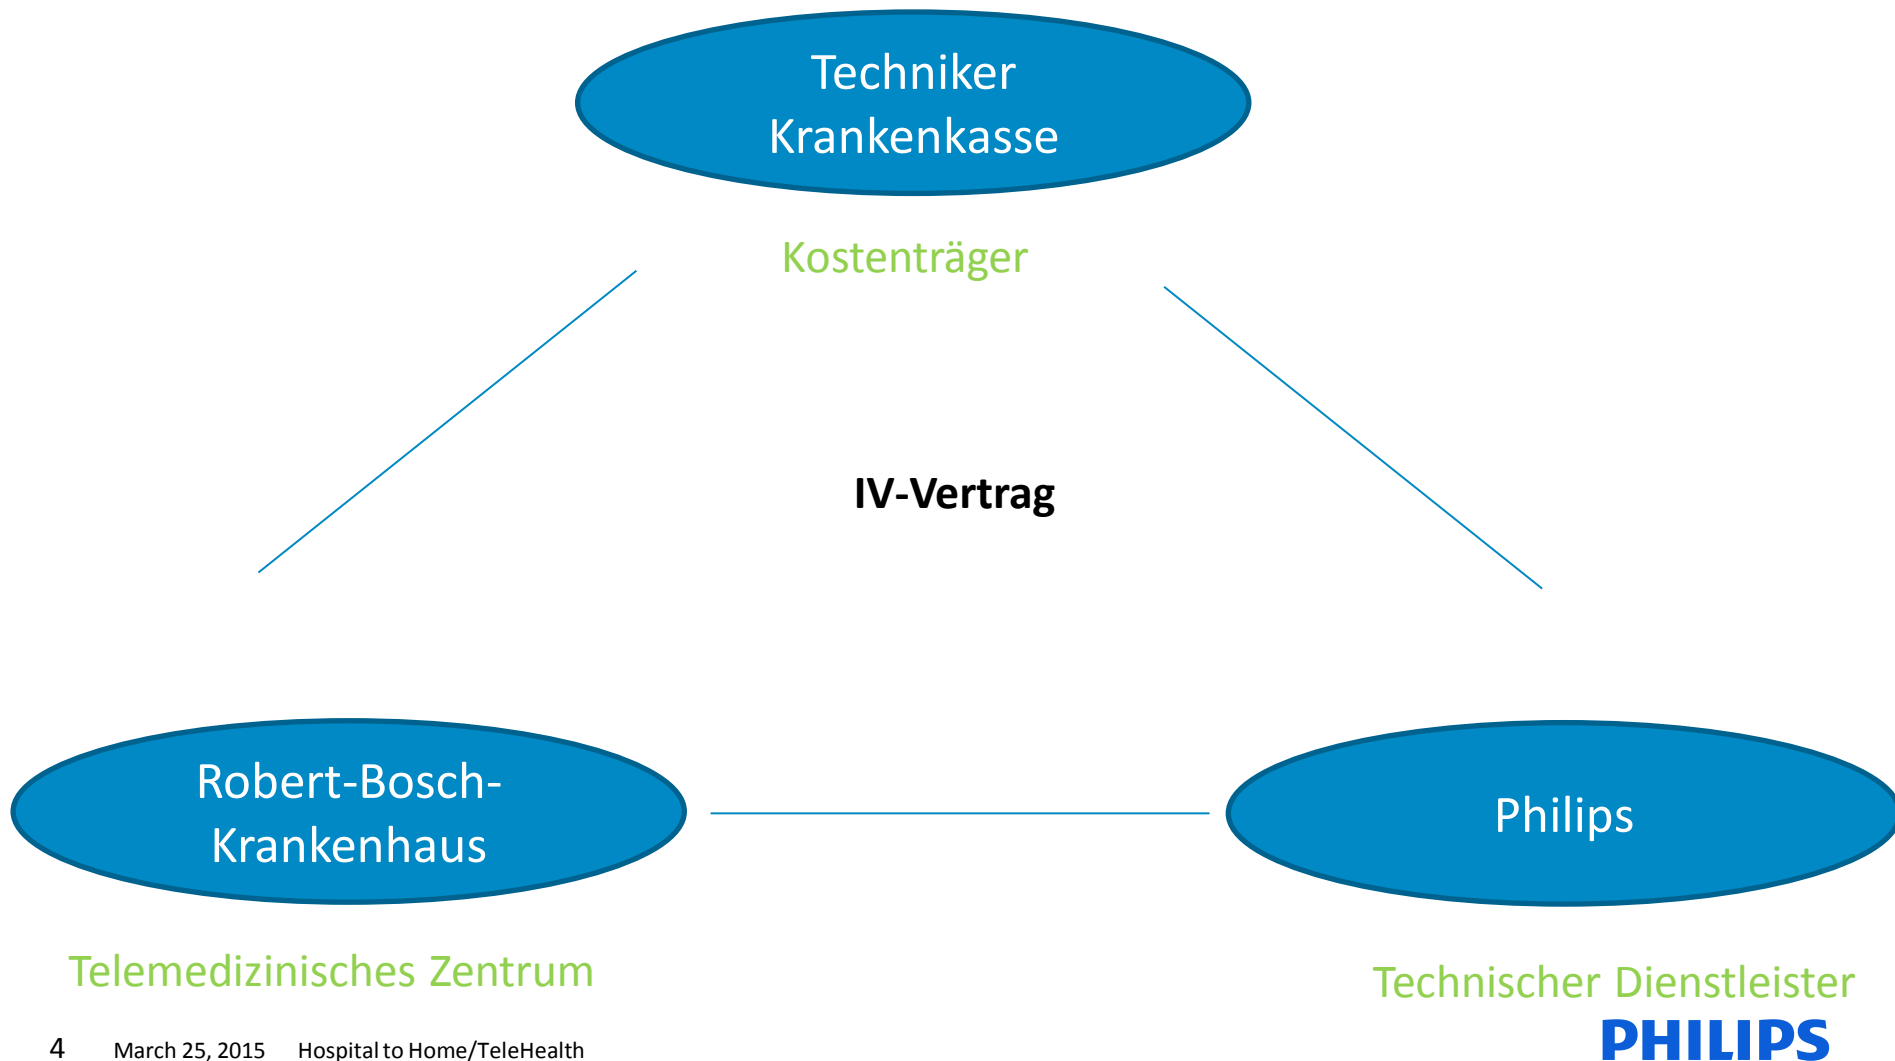 Techniker
Krankenkasse
Kostenträger
IV-Vertrag
Robert-Bosch-
Krankenhaus
Philips
Telemedizinisches Zentrum
Technischer Dienstleister
PHILIPS
4 March 25, 2015 Hospital to Home/TeleHealth